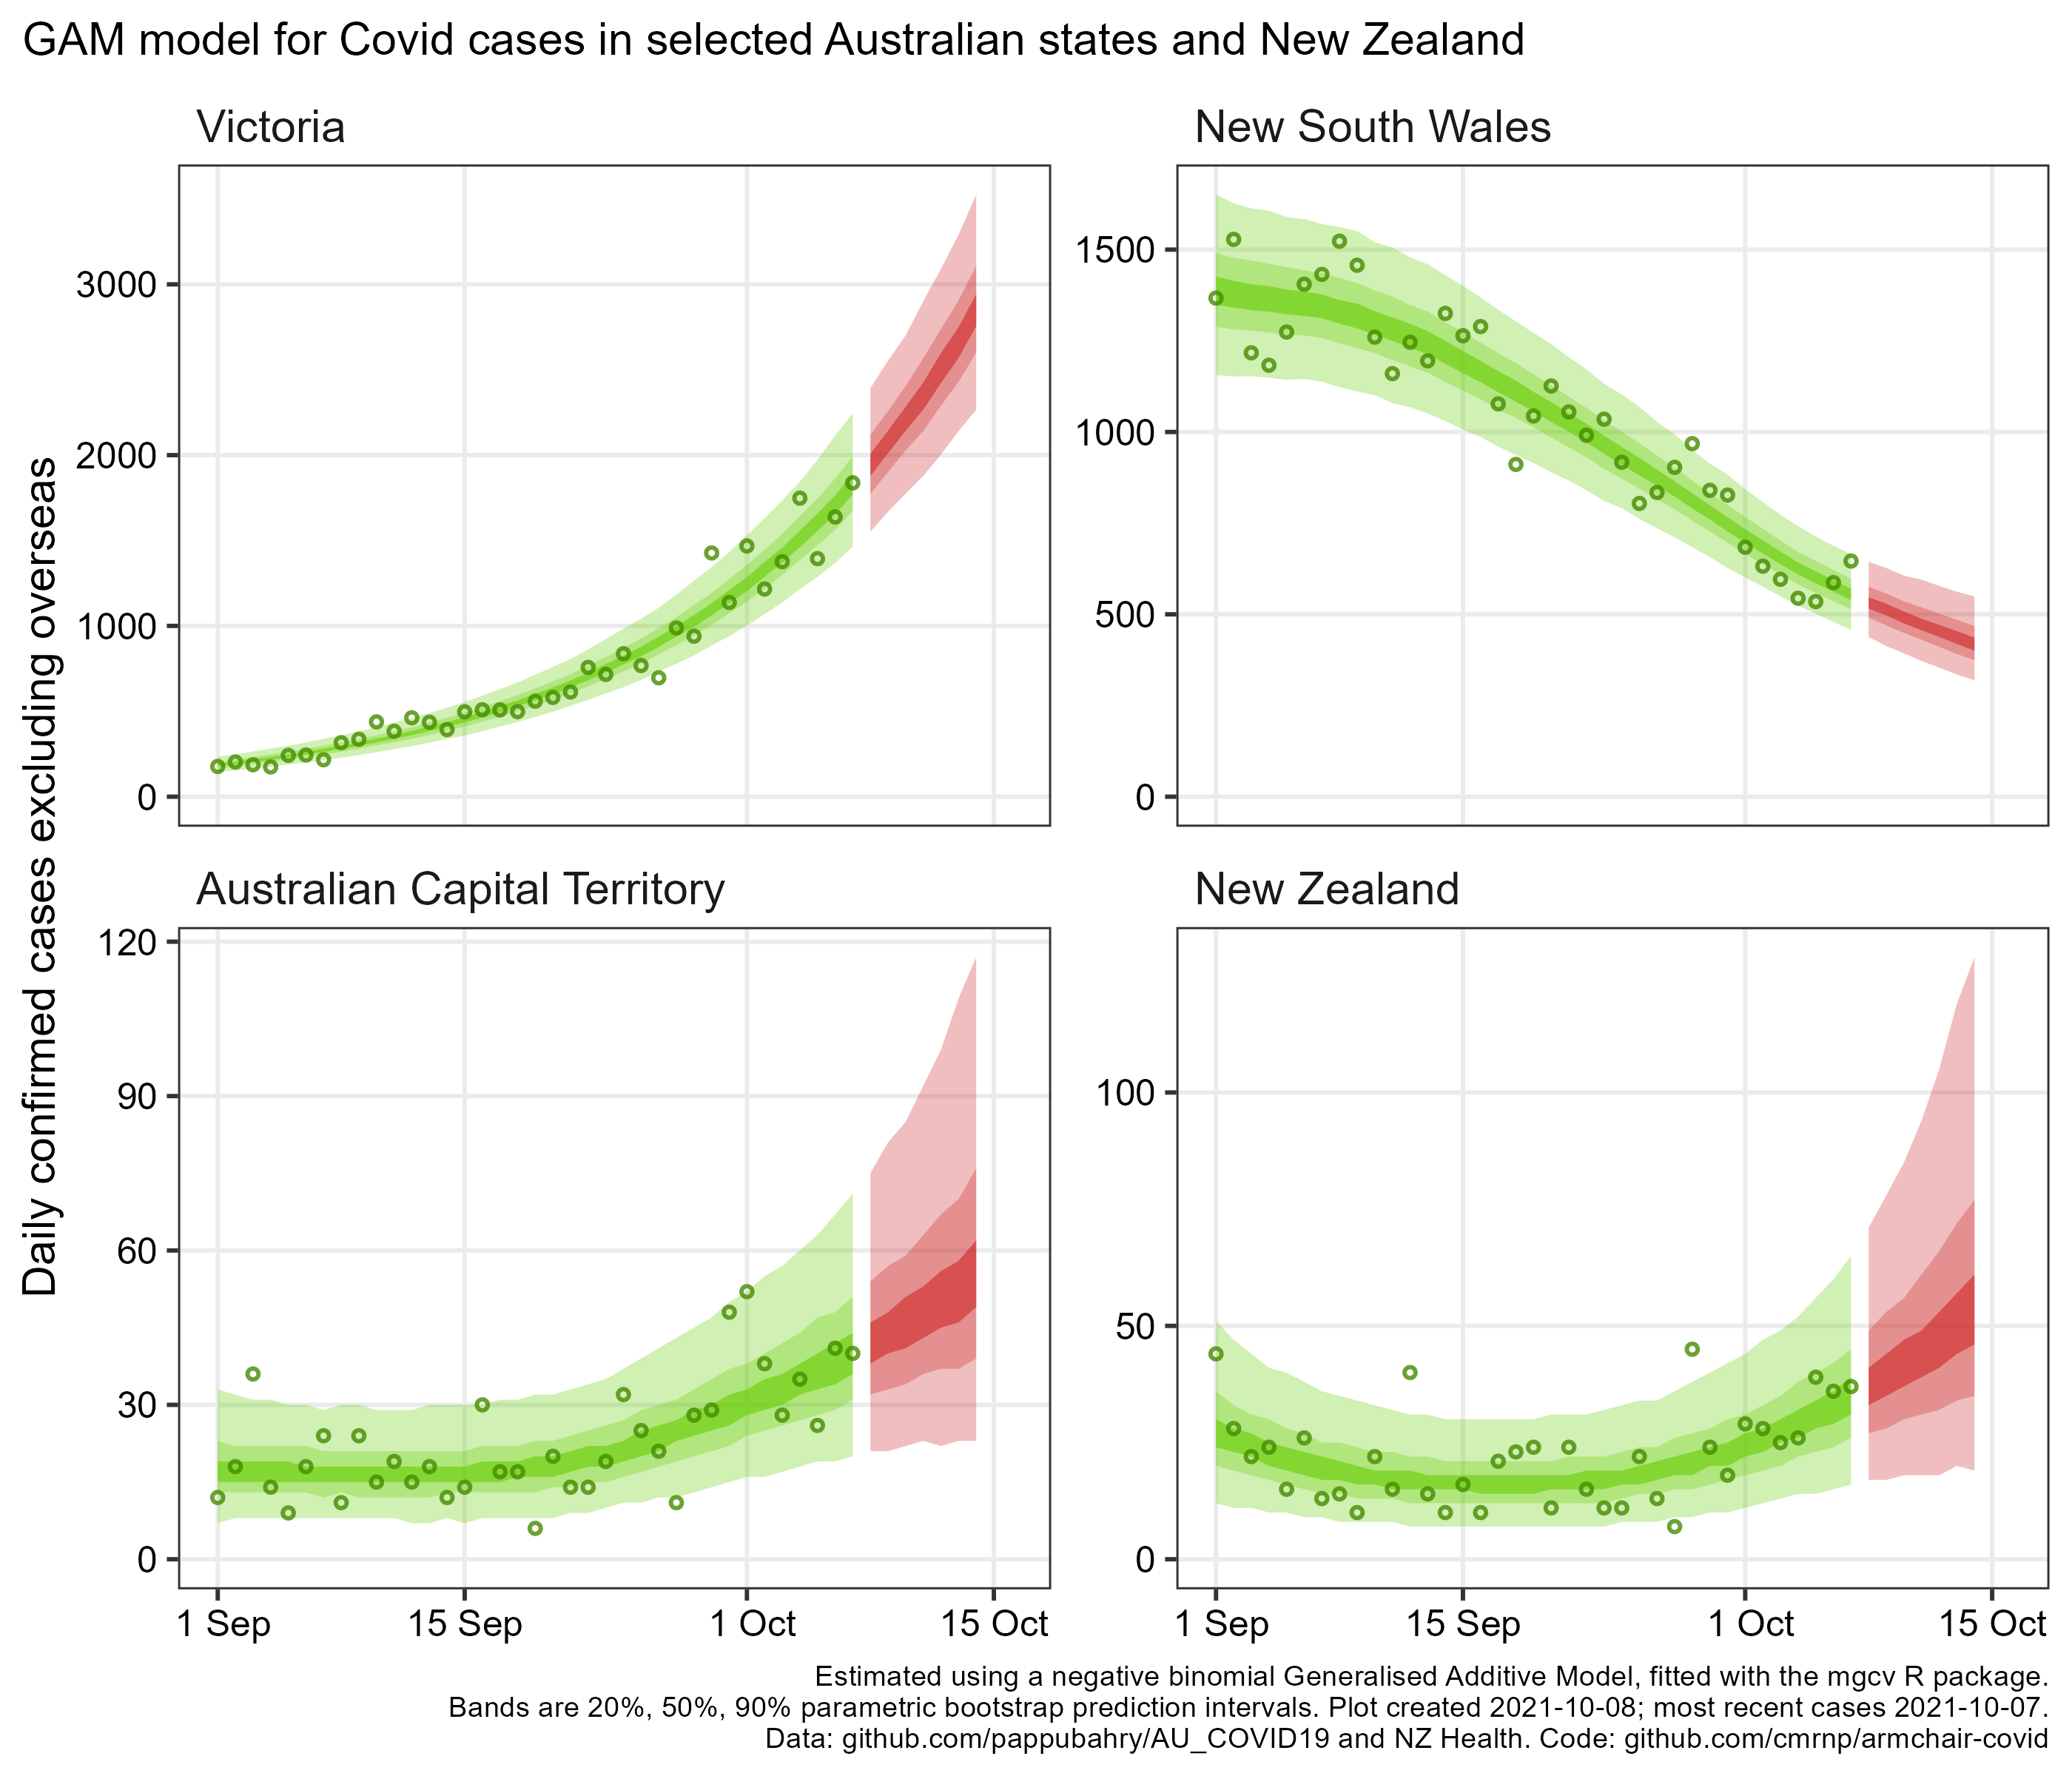 GAM model for Covid cases in selected Australian states and New Zealand
Victoria
New South Wales
Daily confirmed cases excluding overseas
3000
2000
1000
0
1500
1000
500
0
Australian Capital Territory
New Zealand
120
90
60
30
0
100
50
0
1 Sep 15 Sep 1 Oct 15 Oct
1 Sep 15 Sep 1 Oct 15 Oct
Estimated using a negative binomial Generalised Additive Model, fitted with the mgcv R package.
Bands are 20%, 50%, 90% parametric bootstrap prediction intervals. Plot created 2021-10-08; most recent cases 2021-10-07.
Data: github.com/pappubahry/AU_COVID19 and NZ Health. Code: github.com/cmrnp/armchair-covid